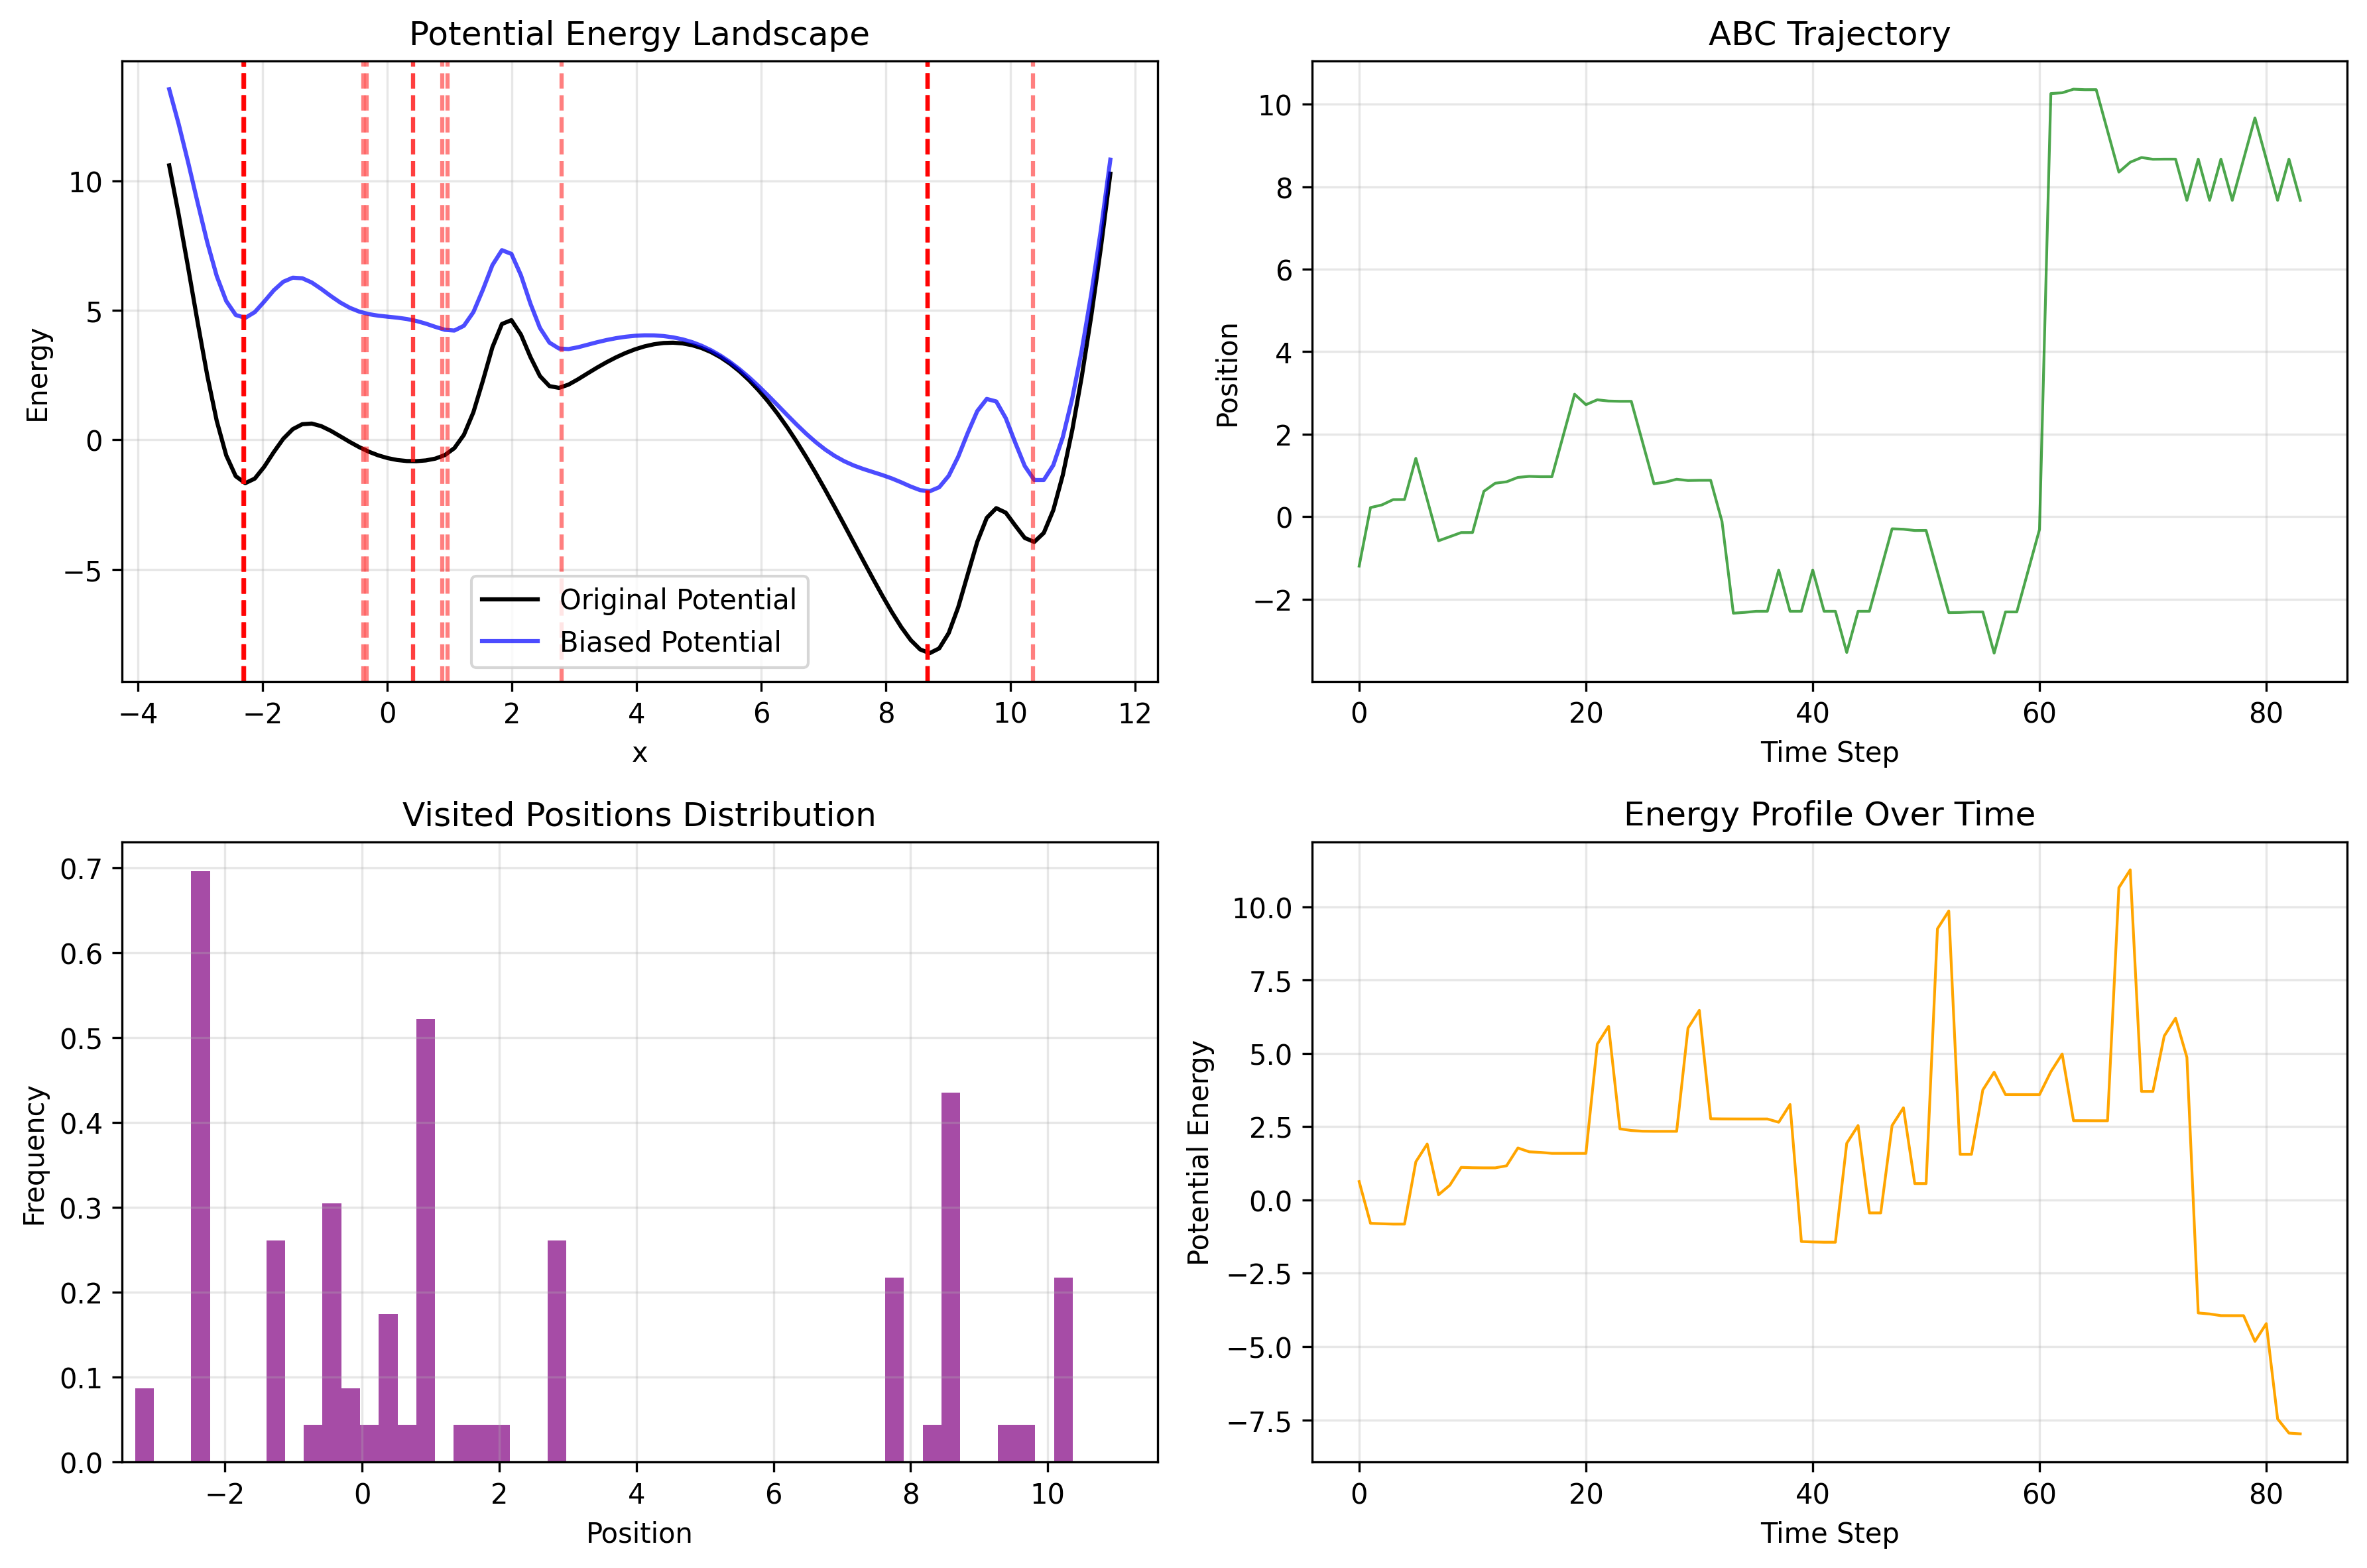 Potential Energy Landscape
Energy
10
5
0
−5
−4 −2 0 2 4 6 8 10 12
x
Original Potential
Biased Potential
ABC Trajectory
Position
10
8
6
4
2
0
−2
0 20 40 60 80
Time Step
Visited Positions Distribution
Frequency
0.7
0.6
0.5
0.4
0.3
0.2
0.1
0.0
−2 0 2 4 6 8 10
Position
Energy Profile Over Time
Potential Energy
10.0
7.5
5.0
2.5
0.0
−2.5
−5.0
−7.5
0 20 40 60 80
Time Step